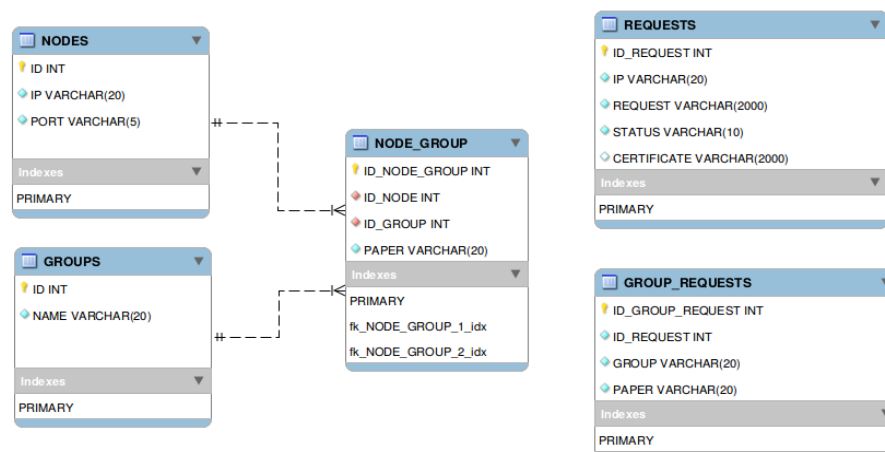 NODES
ID INT
IP VARCHAR(20)
PORT VARCHAR(5)
Indexes
PRIMARY
GROUPS
ID INT
NAME VARCHAR(20)
Indexes
PRIMARY
NODE_GROUP
ID_NODE_GROUP INT
ID_NODE INT
ID_GROUP INT
PAPER VARCHAR(20)
Indexes
PRIMARY
fk_NODE_GROUP_1_idx
fk_NODE_GROUP_2_idx
REQUESTS
ID_REQUEST INT
IP VARCHAR(20)
REQUEST VARCHAR(2000)
STATUS VARCHAR(10)
CERTIFICATE VARCHAR(2000)
Indexes
PRIMARY
GROUP_REQUESTS
ID_GROUP_REQUEST INT
ID_REQUEST INT
GROUP VARCHAR(20)
PAPER VARCHAR(20)
Indexes
PRIMARY